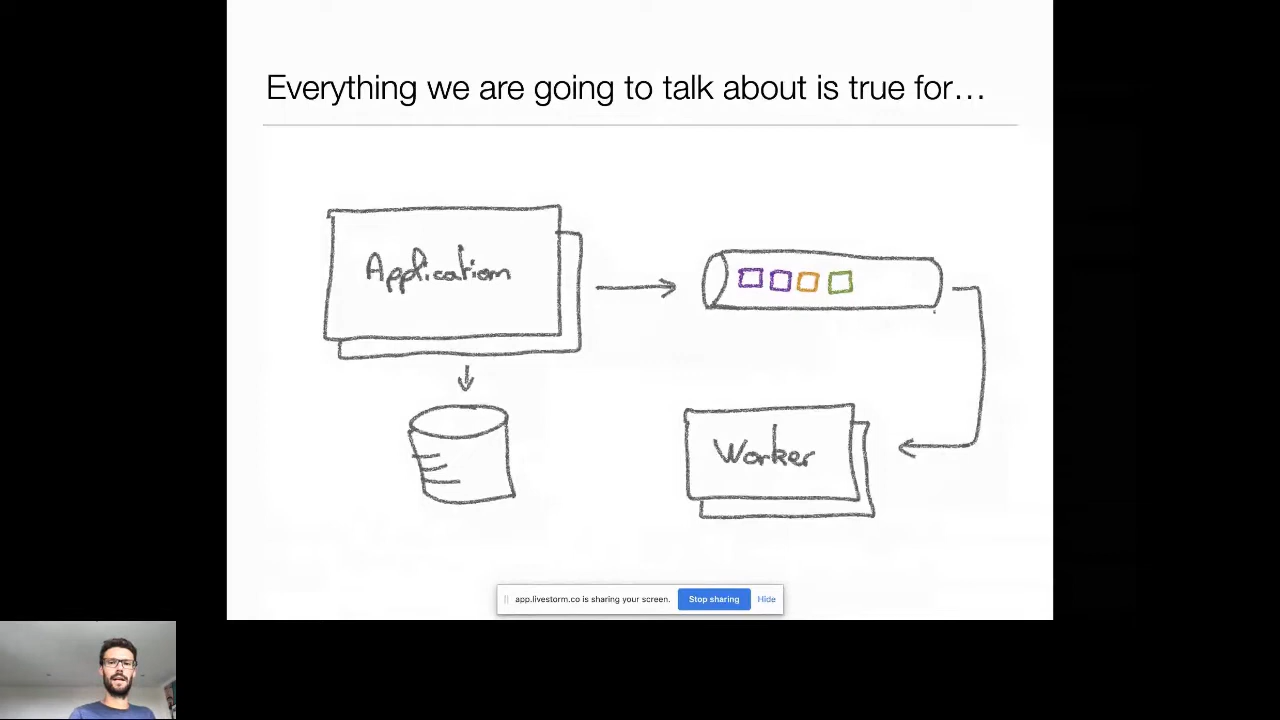 Everything we are going to talk about is true for…
Application
Worker
app.livestorm.co is sharing your screen.
Stop sharing
Hide